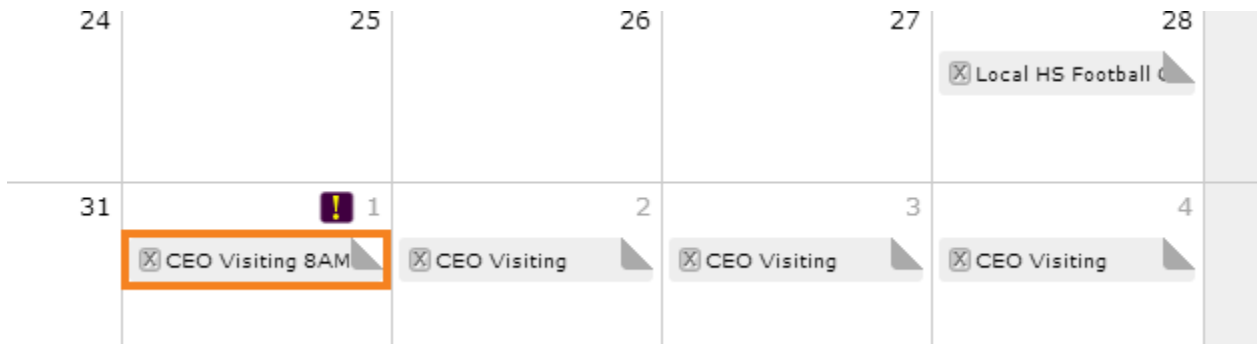 24 25 26 27 28
X Local HS Football
31 ! 1 2 3 4
X CEO Visiting 8AM X CEO Visiting X CEO Visiting X CEO Visiting